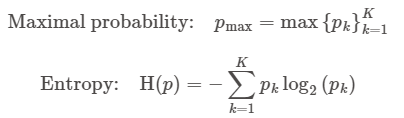 Maximal probability: p_max = max {p_k}_{k=1}^{K}
Entropy: H(p) = −∑_{k=1}^{K} p_k log_2 (p_k)